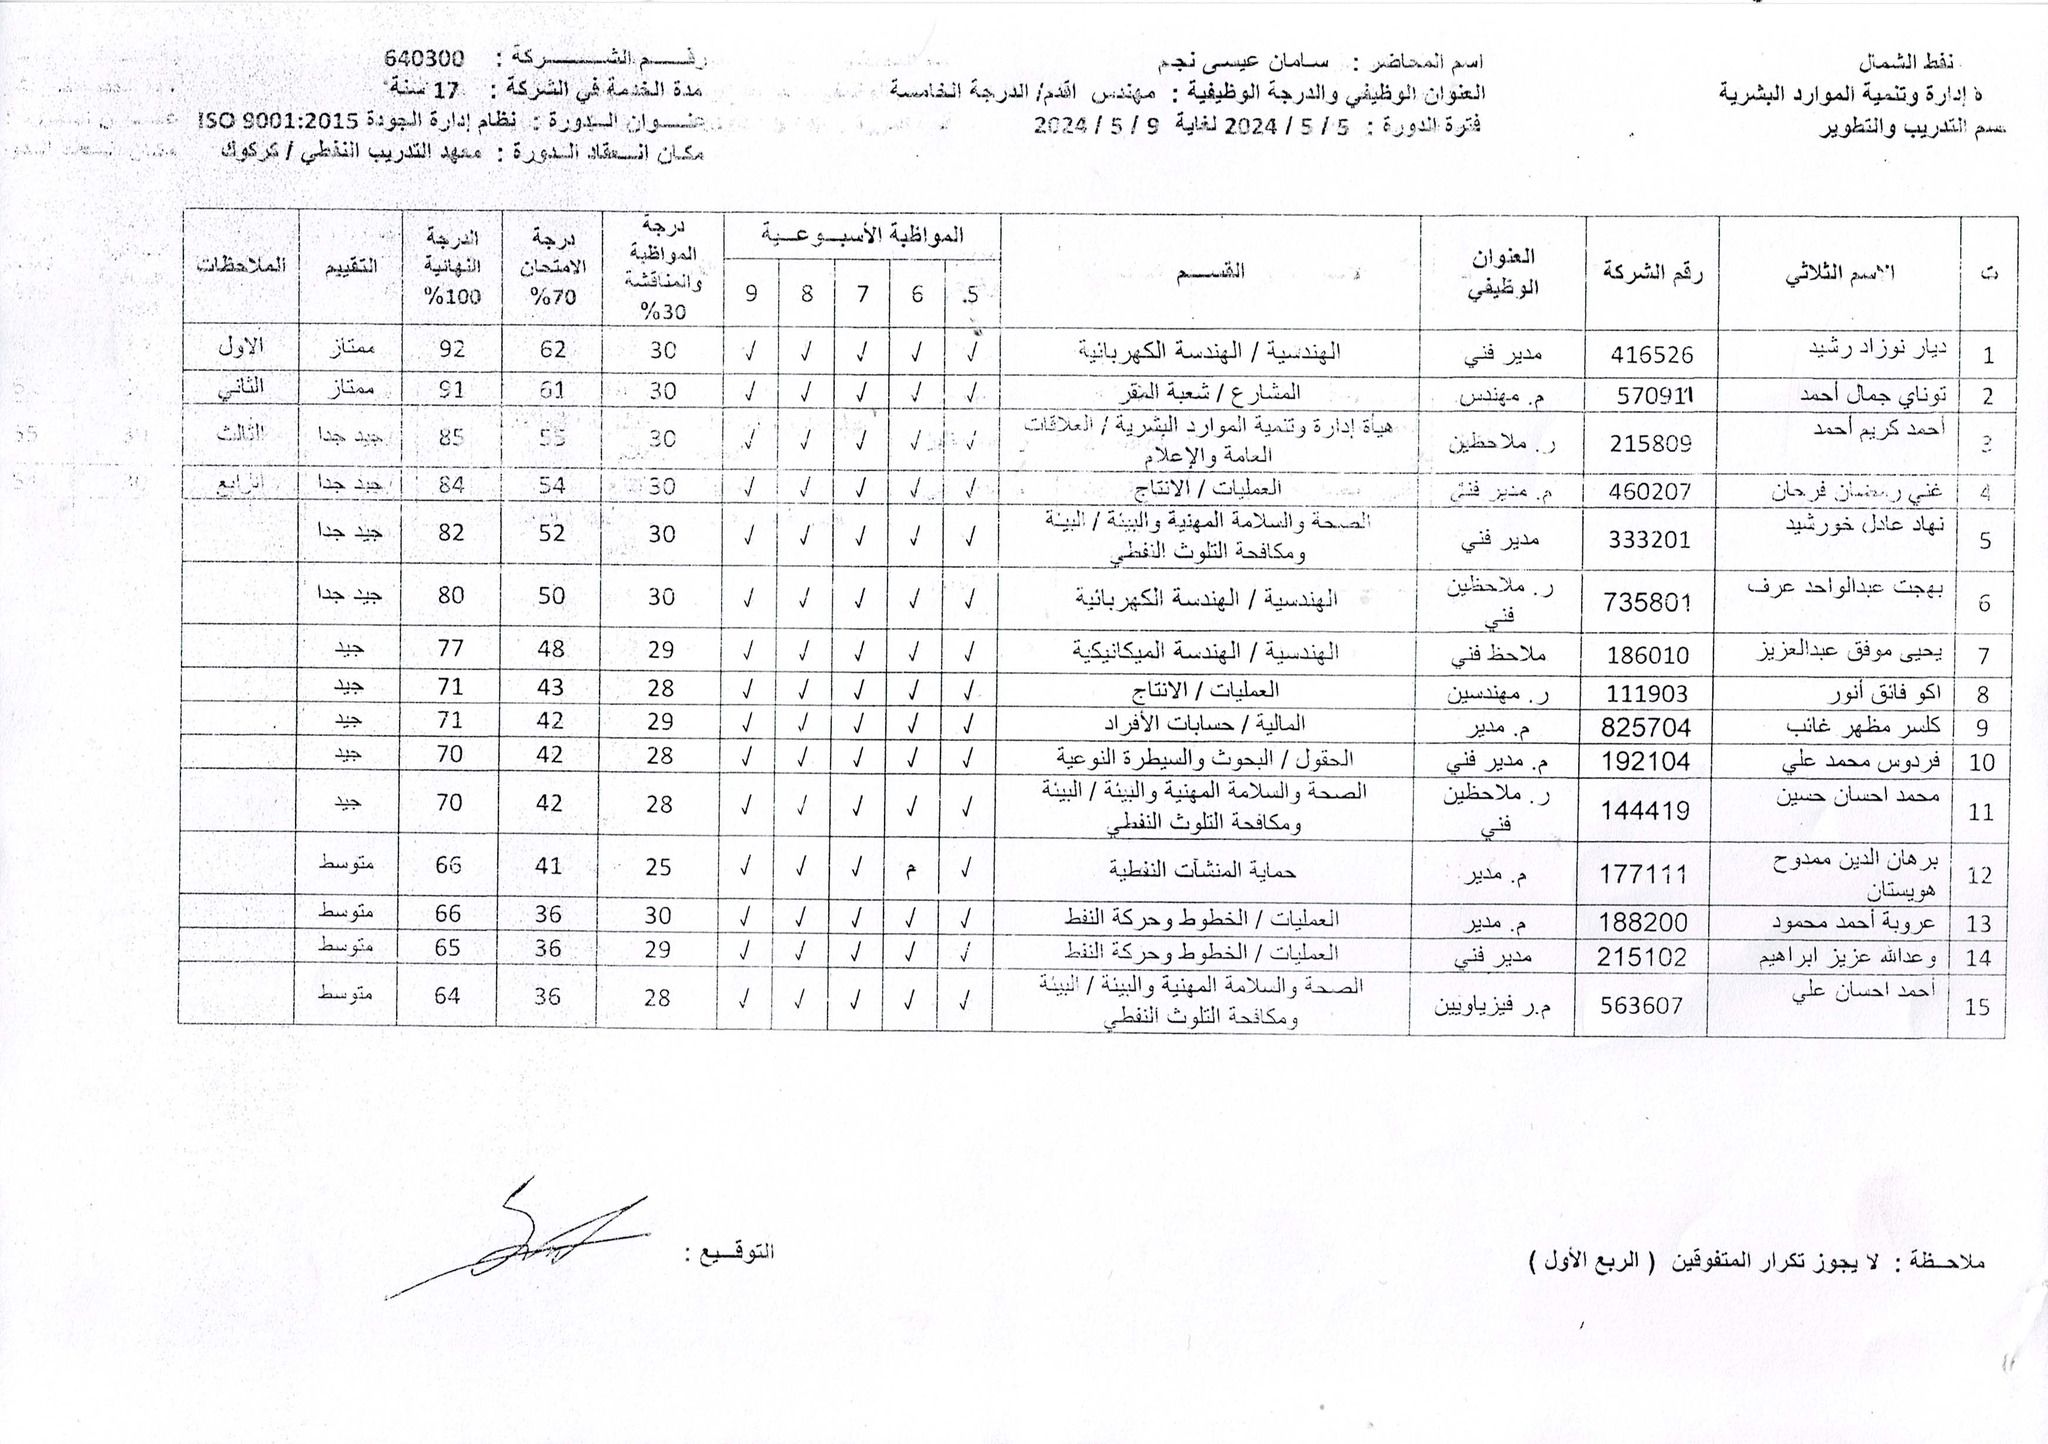 نفط الشمال
ة إدارة وتنمية الموارد البشرية
سم التدريب والتطوير
اسم المحاضر : سامان عيسى نجم
العنوان الوظيفي والدرجة الوظيفية : مهندس اقدم/ الدرجة الخامسة
فترة الدورة : 5 / 5 / 2024 لغاية 9 / 5 / 2024
رقم الشركة : 640300
مدة الخدمة في الشركة : 17 سنة
عنوان الدورة : نظام إدارة الجودة ISO 9001:2015
مكان انعقاد الدورة : معهد التدريب النفطي / كركوك
ت الاسم الثلاثي رقم الشركة العنوان الوظيفي القسم المواظبة الأسبوعية درجة المواظبة والمناقشة 30% درجة الامتحان 70% الدرجة النهائية 100% التقييم الملاحظات
5 6 7 8 9
1 ديار نوزاد رشيد 416526 مدير فني الهندسية / الهندسة الكهربائية √ √ √ √ √ 30 62 92 ممتاز الاول
2 توناي جمال أحمد 570911 م. مهندس المشارع / شعبة المقر √ √ √ √ √ 30 61 91 ممتاز الثاني
3 أحمد كريم أحمد 215809 ر. ملاحظين هيأة إدارة وتنمية الموارد البشرية / العلاقات العامة والإعلام √ √ √ √ √ 30 55 85 جيد جدا الثالث
4 غني رمضان فرحان 460207 م. مدير فني العمليات / الانتاج √ √ √ √ √ 30 54 84 جيد جدا الرابع
5 نهاد عادل خورشيد 333201 مدير فني الصحة والسلامة المهنية والبيئة / البيئة ومكافحة التلوث النفطي √ √ √ √ √ 30 52 82 جيد جدا
6 بهجت عبدالواحد عرف 735801 ر. ملاحظين فني الهندسية / الهندسة الكهربائية √ √ √ √ √ 30 50 80 جيد جدا
7 يحيى موفق عبدالعزيز 186010 ملاحظ فني الهندسية / الهندسة الميكانيكية √ √ √ √ √ 29 48 77 جيد
8 اكو فائق أنور 111903 ر. مهندسين العمليات / الانتاج √ √ √ √ √ 28 43 71 جيد
9 كلسر مظهر غائب 825704 م. مدير المالية / حسابات الأفراد √ √ √ √ √ 29 42 71 جيد
10 فردوس محمد علي 192104 م. مدير فني الحقول / البحوث والسيطرة النوعية √ √ √ √ √ 28 42 70 جيد
11 محمد احسان حسين 144419 ر. ملاحظين فني الصحة والسلامة المهنية والبيئة / البيئة ومكافحة التلوث النفطي √ √ √ √ √ 28 42 70 جيد
12 برهان الدين ممدوح هويستان 177111 م. مدير حماية المنشآت النفطية √ م √ √ √ 25 41 66 متوسط
13 عروبة أحمد محمود 188200 م. مدير العمليات / الخطوط وحركة النفط √ √ √ √ √ 30 36 66 متوسط
14 وعدالله عزيز ابراهيم 215102 مدير فني العمليات / الخطوط وحركة النفط √ √ √ √ √ 29 36 65 متوسط
15 أحمد احسان علي 563607 م.ر فيزياويين الصحة والسلامة المهنية والبيئة / البيئة ومكافحة التلوث النفطي √ √ √ √ √ 28 36 64 متوسط
ملاحظة : لا يجوز تكرار المتفوقين ( الربع الأول )
التوقيع :